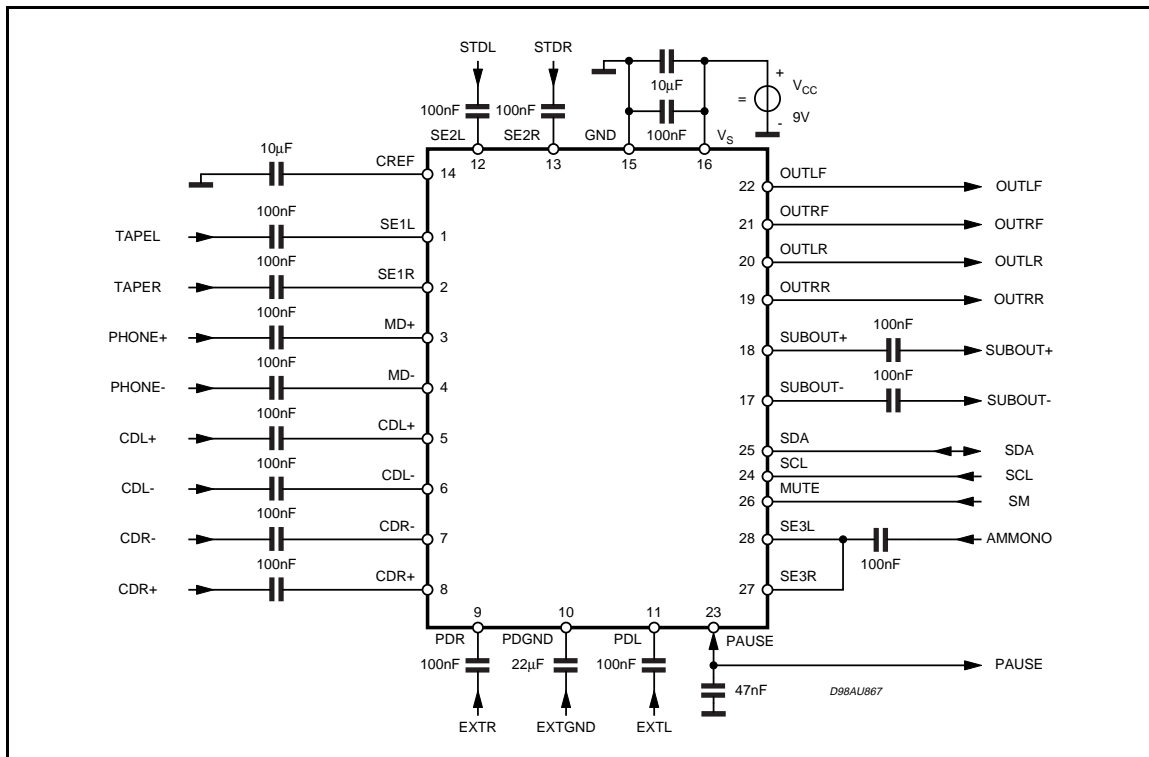 STDL STDR
10μF
+
V_CC
=
9V
-
100nF 100nF
100nF
SE2L SE2R GND V_S
12 13 15 16
10μF CREF 14
100nF
TAPEL SE1L 1
100nF
TAPER SE1R 2
100nF
PHONE+ MD+ 3
100nF
PHONE- MD- 4
100nF
CDL+ CDL+ 5
100nF
CDL- CDL- 6
100nF
CDR- CDR- 7
100nF
CDR+ CDR+ 8
22 OUTLF OUTLF
21 OUTRF OUTRF
20 OUTLR OUTLR
19 OUTRR OUTRR
100nF
18 SUBOUT+ SUBOUT+
100nF
17 SUBOUT- SUBOUT-
25 SDA SDA
24 SCL SCL
26 MUTE SM
28 SE3L AMMONO
100nF
27 SE3R
9 10 11 23
PDR PDGND PDL PAUSE
100nF 22μF 100nF
PAUSE
47nF
D98AU867
EXTR EXTGND EXTL